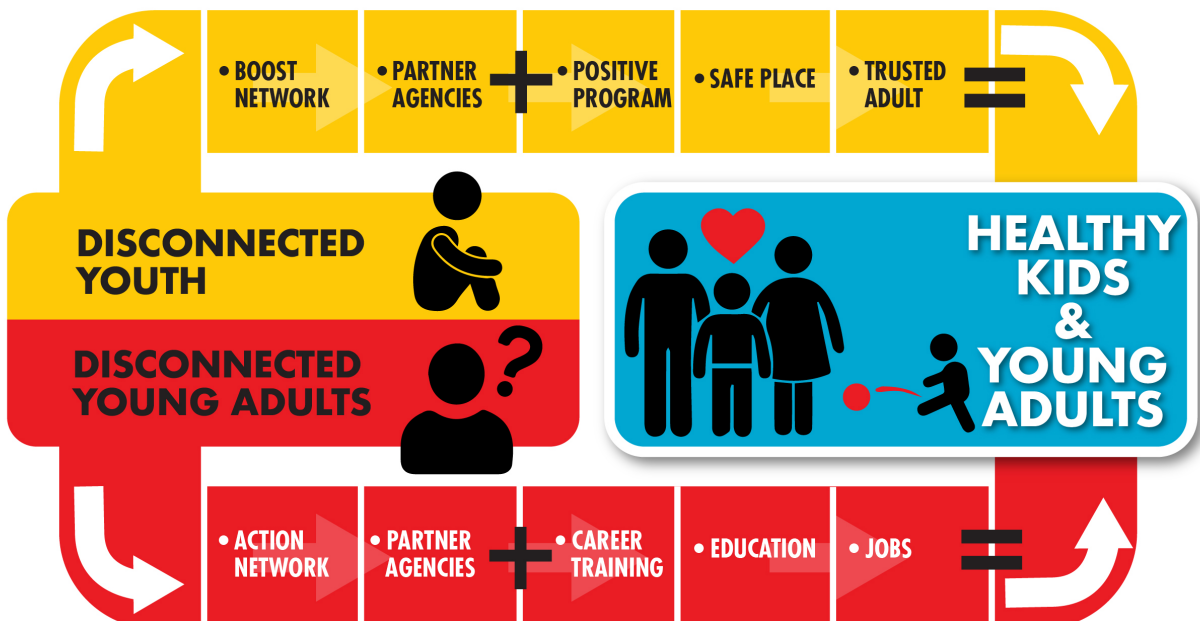 • BOOST
NETWORK
• PARTNER
AGENCIES
+
• POSITIVE
PROGRAM
• SAFE PLACE
• TRUSTED
ADULT
=
DISCONNECTED
YOUTH
DISCONNECTED
YOUNG ADULTS
?
HEALTHY
KIDS
&
YOUNG
ADULTS
• ACTION
NETWORK
• PARTNER
AGENCIES
+
• CAREER
TRAINING
• EDUCATION
• JOBS
=